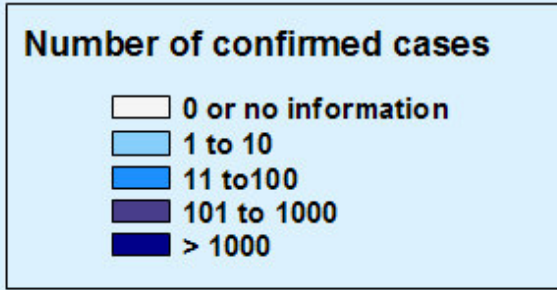 Number of confirmed cases
0 or no information
1 to 10
11 to100
101 to 1000
> 1000